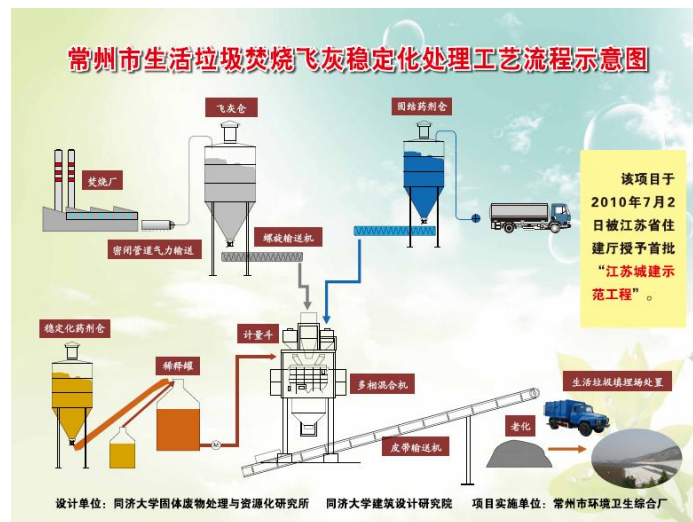 常州市生活垃圾焚烧飞灰稳定化处理工艺流程示意图
飞灰仓
固结药剂仓
焚烧厂
密闭管道气力输送
螺旋输送机
该项目于
2010年7月2
日被江苏省住
建厅授予首批
“江苏城建示
范工程”。
稳定化药剂仓
稀释罐
计量斗
多相混合机
生活垃圾填埋场处置
老化
皮带输送机
M
设计单位：同济大学固体废物处理与资源化研究所 同济大学建筑设计研究院 项目实施单位：常州市环境卫生综合厂